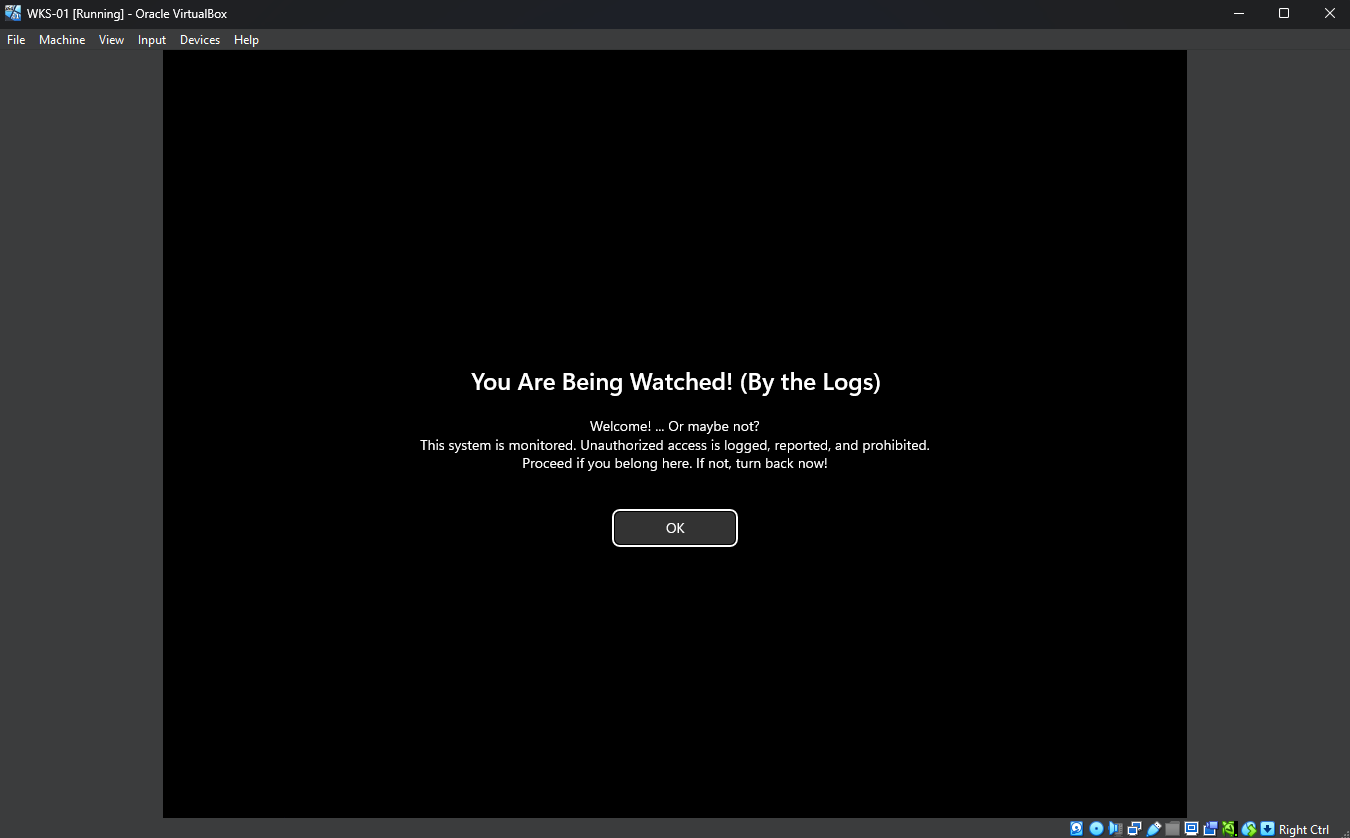 WKS-01 [Running] - Oracle VirtualBox
File Machine View Input Devices Help
You Are Being Watched! (By the Logs)
Welcome! ... Or maybe not?
This system is monitored. Unauthorized access is logged, reported, and prohibited.
Proceed if you belong here. If not, turn back now!
OK
Right Ctrl